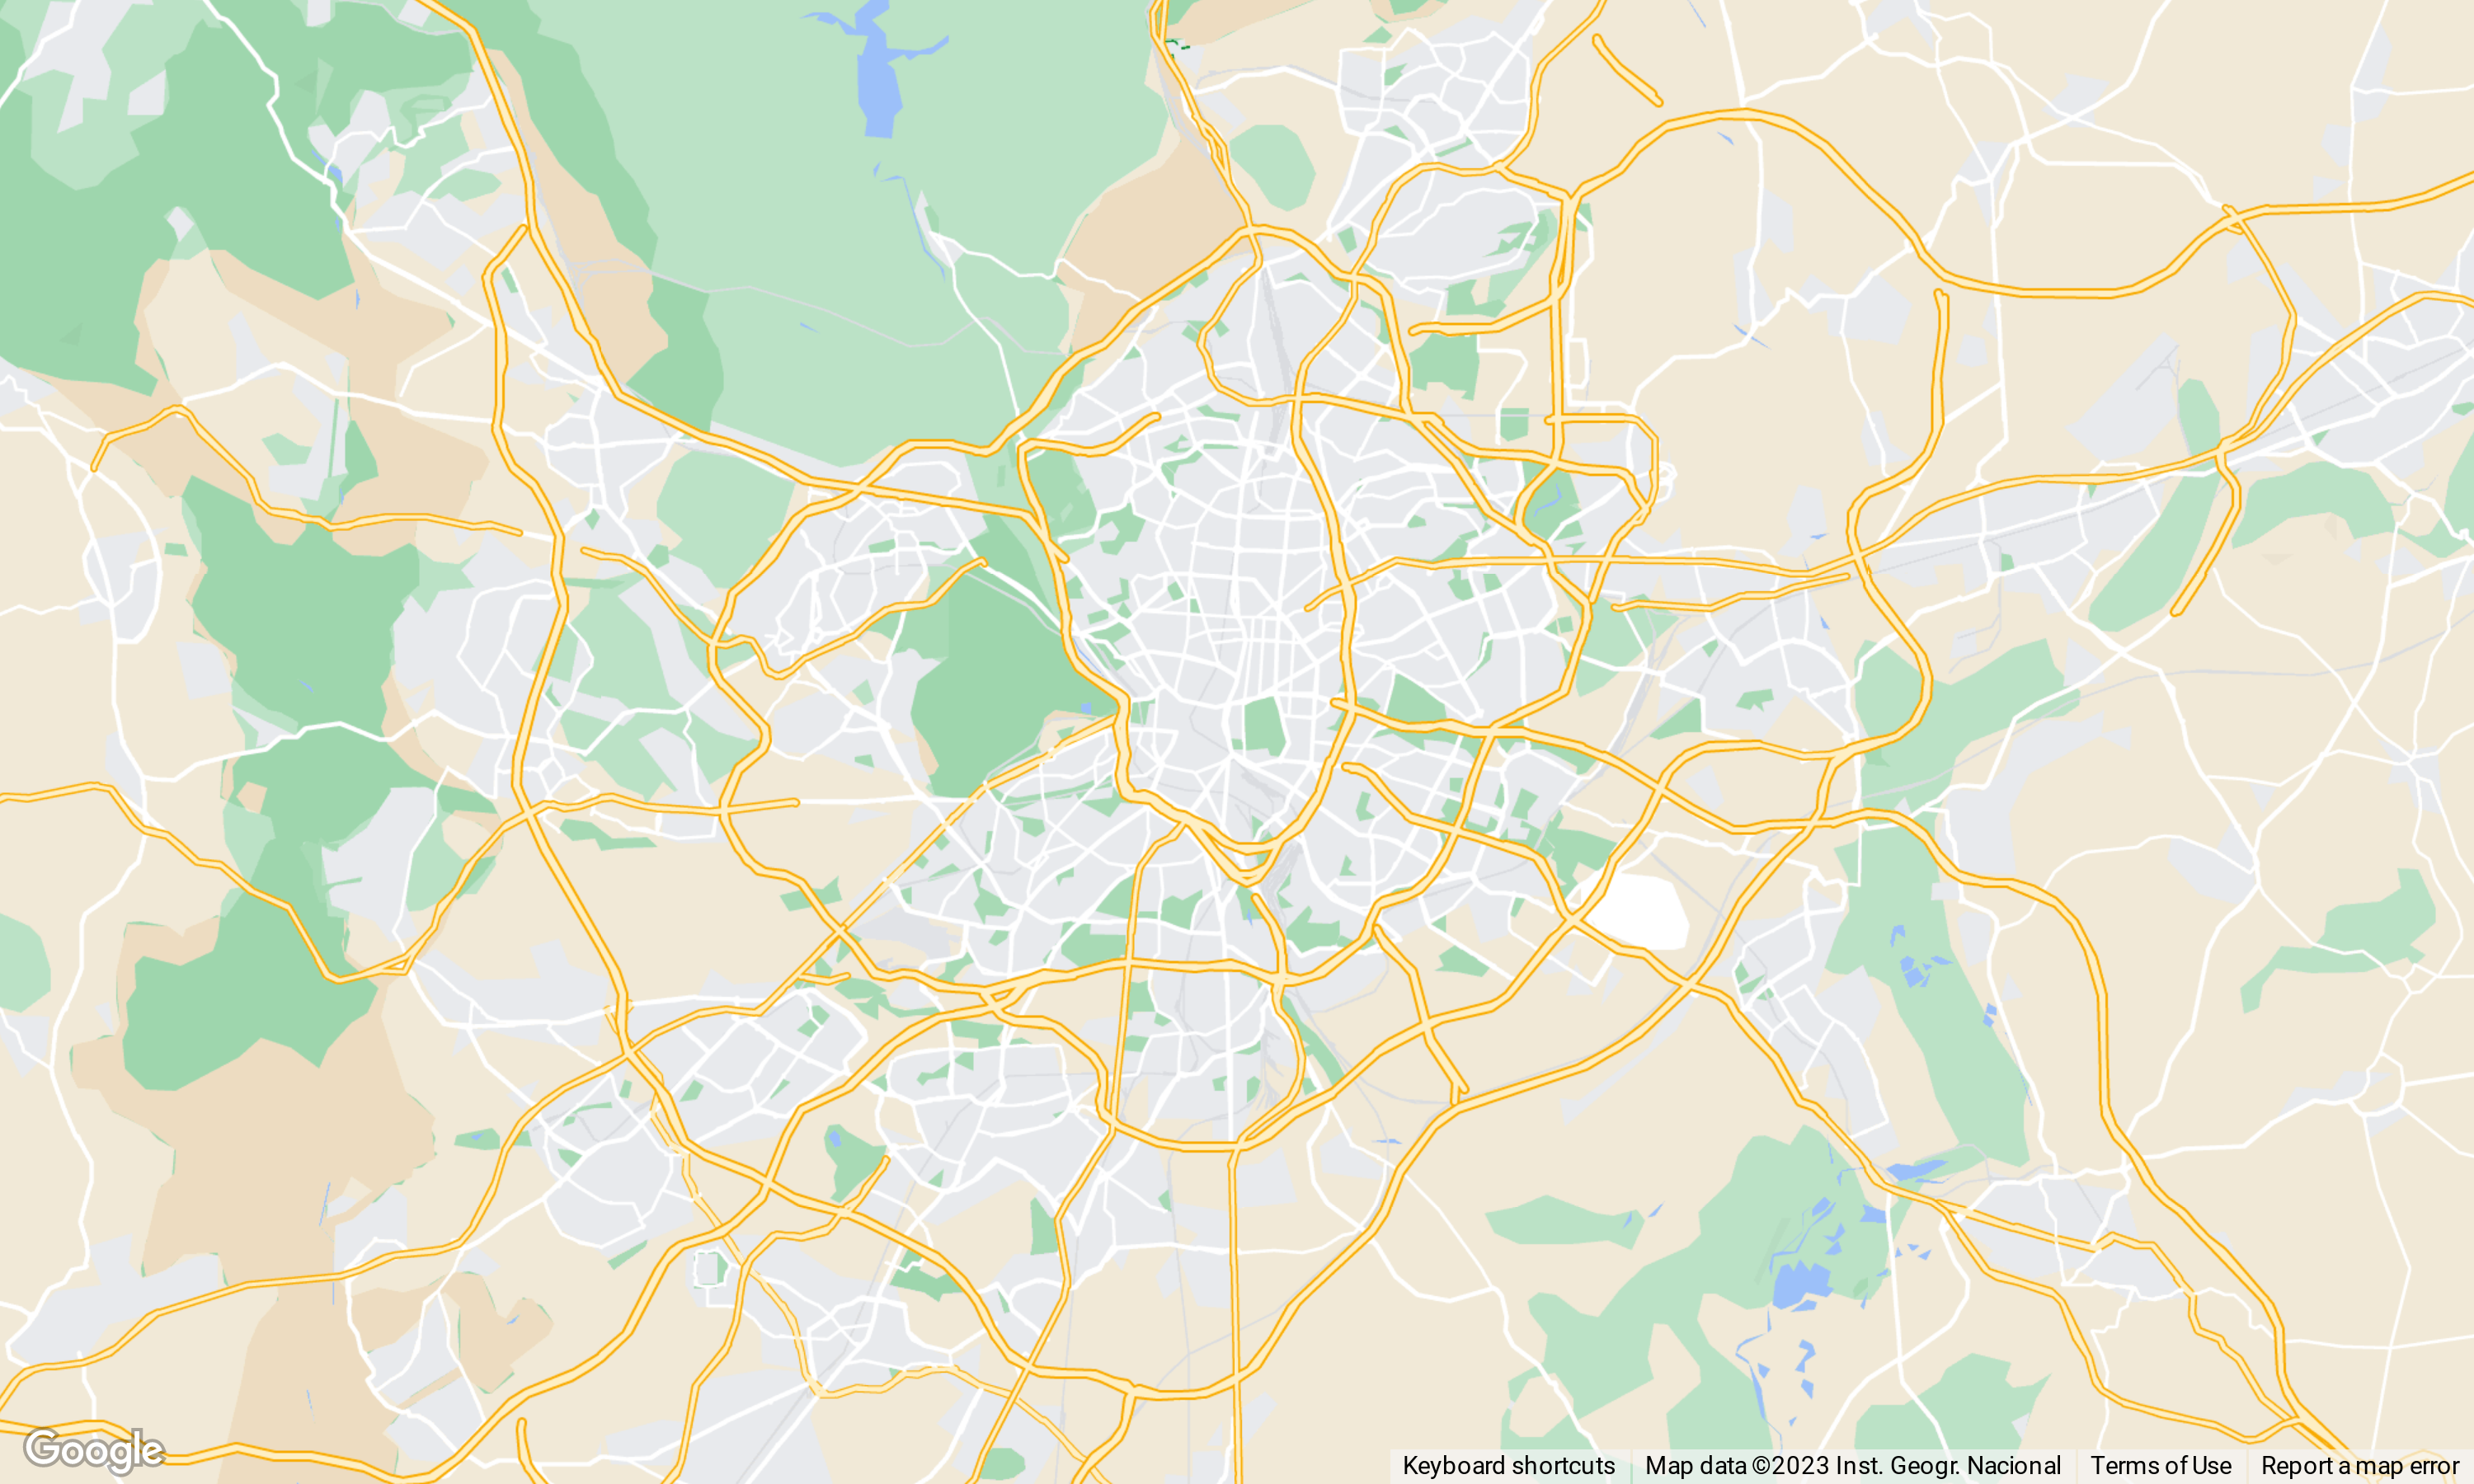 Google
Keyboard shortcuts
Map data ©2023 Inst. Geogr. Nacional
Terms of Use
Report a map error